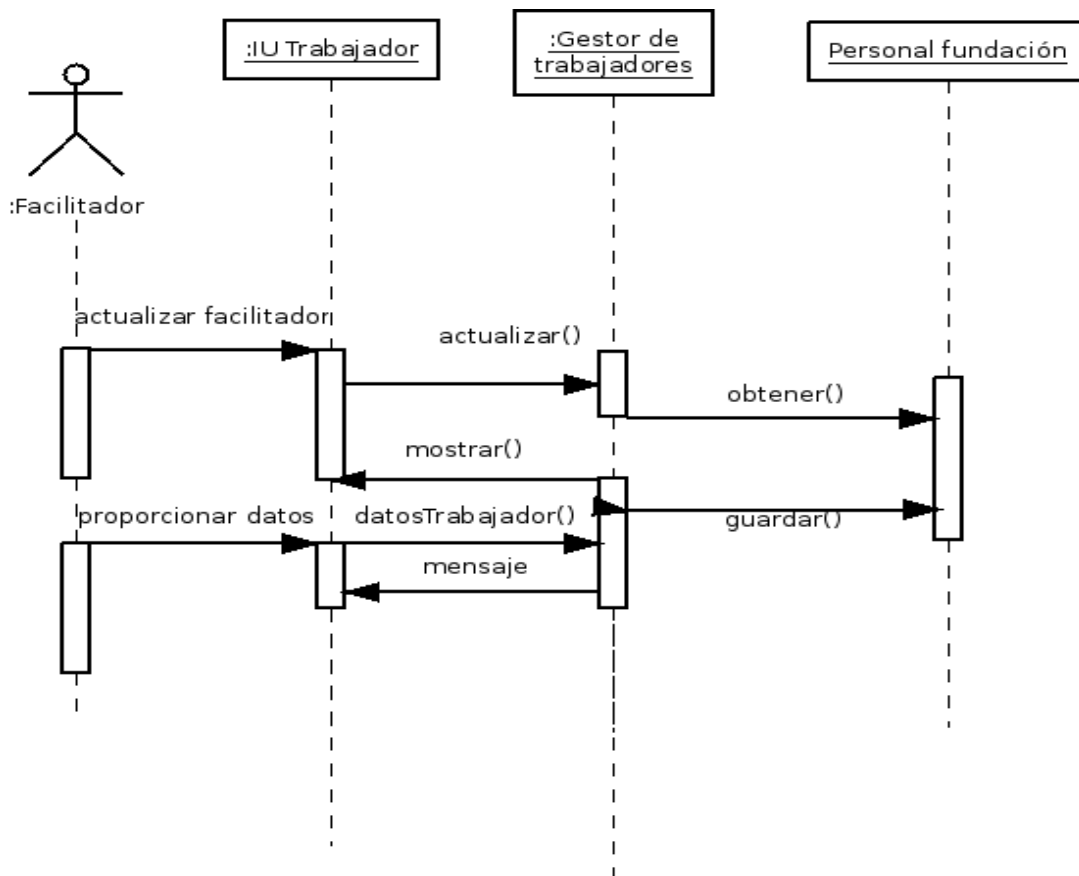 :IU Trabajador
:Gestor de
trabajadores
Personal fundación
:Facilitador
actualizar facilitador
actualizar()
obtener()
mostrar()
proporcionar datos
datosTrabajador()
guardar()
mensaje